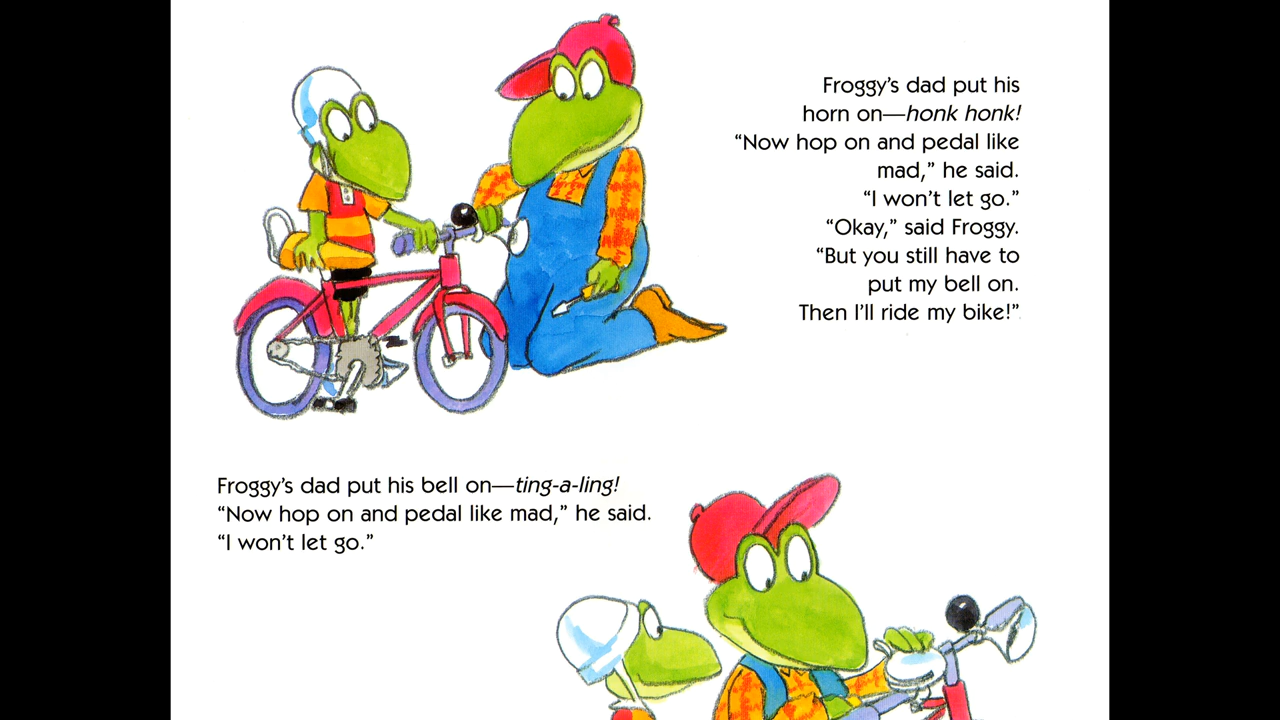 Froggy's dad put his
horn on—honk honk!
“Now hop on and pedal like
mad,” he said.
“I won't let go.”
“Okay,” said Froggy.
“But you still have to
put my bell on.
Then I'll ride my bike!”
Froggy's dad put his bell on—ting-a-ling!
“Now hop on and pedal like mad,” he said.
“I won't let go.”